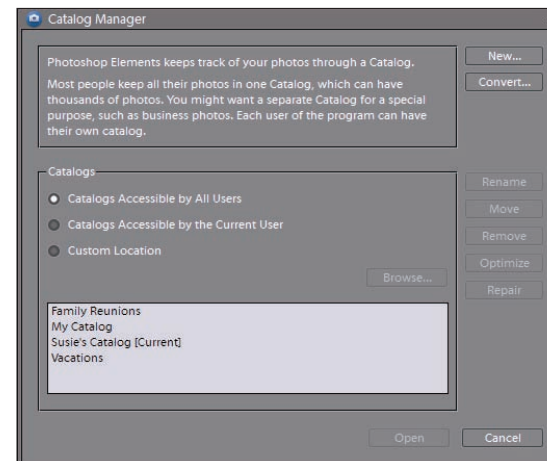 Catalog Manager
Photoshop Elements keeps track of your photos through a Catalog.
Most people keep all their photos in one Catalog, which can have
thousands of photos. You might want a separate Catalog for a special
purpose, such as business photos. Each user of the program can have
their own catalog.
New...
Convert...
Catalogs
Catalogs Accessible by All Users
Catalogs Accessible by the Current User
Custom Location
Browse...
Rename
Move
Remove
Optimize
Repair
Family Reunions
My Catalog
Susie's Catalog [Current]
Vacations
Open
Cancel